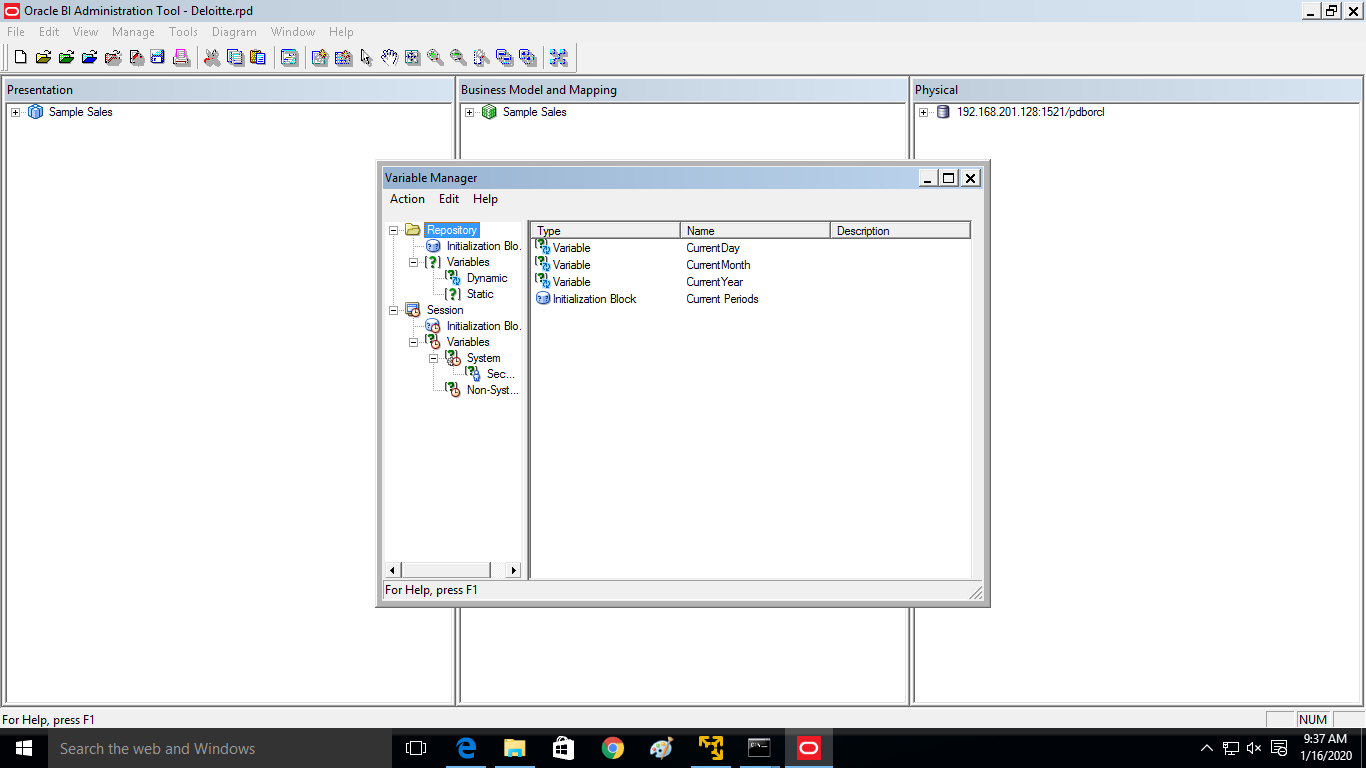 Oracle BI Administration Tool - Deloitte.rpd
File Edit View Manage Tools Diagram Window Help
Presentation
Business Model and Mapping
Physical
Sample Sales
Sample Sales
192.168.201.128:1521/pdborcl
Variable Manager
Action Edit Help
Repository
Initialization Blo.
Variables
Dynamic
Static
Session
Initialization Blo.
Variables
System
Sec...
Non-Syst...
Type Name Description
Variable CurrentDay
Variable CurrentMonth
Variable CurrentYear
Initialization Block Current Periods
For Help, press F1
For Help, press F1
NUM
Search the web and Windows
9:37 AM
1/16/2020